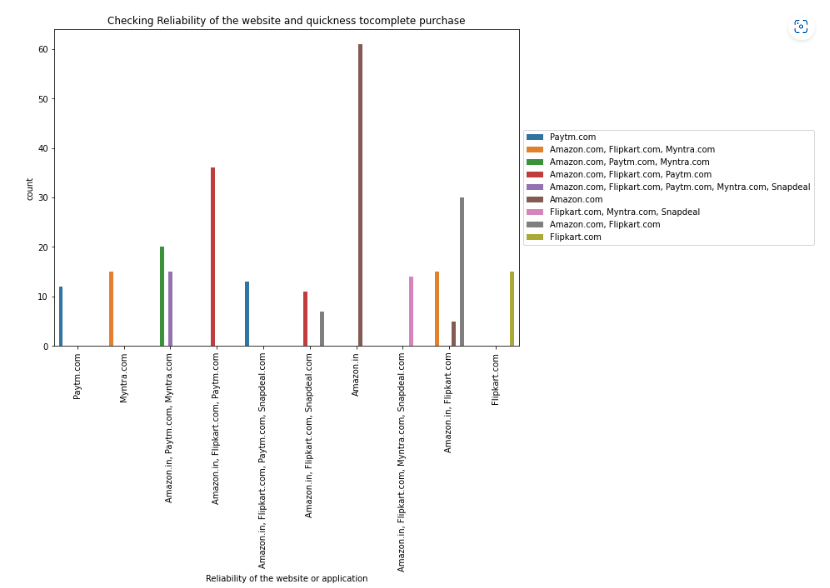 Checking Reliability of the website and quickness tocomplete purchase
60
50
40
30
20
10
0
count
Paytm.com
Amazon.com, Flipkart.com, Myntra.com
Amazon.com, Paytm.com, Myntra.com
Amazon.com, Flipkart.com, Paytm.com
Amazon.com, Flipkart.com, Paytm.com, Myntra.com, Snapdeal
Amazon.com
Flipkart.com, Myntra.com, Snapdeal
Amazon.com, Flipkart.com
Flipkart.com
Paytm.com
Myntra.com
Amazon.in, Paytm.com, Myntra.com
Amazon.in, Flipkart.com, Paytm.com
Amazon.in, Flipkart.com, Paytm.com, Snapdeal.com
Amazon.in, Flipkart.com, Snapdeal.com
Amazon.in
Amazon.in, Flipkart.com, Myntra.com, Snapdeal.com
Amazon.in, Flipkart.com
Flipkart.com
Reliability of the website or application